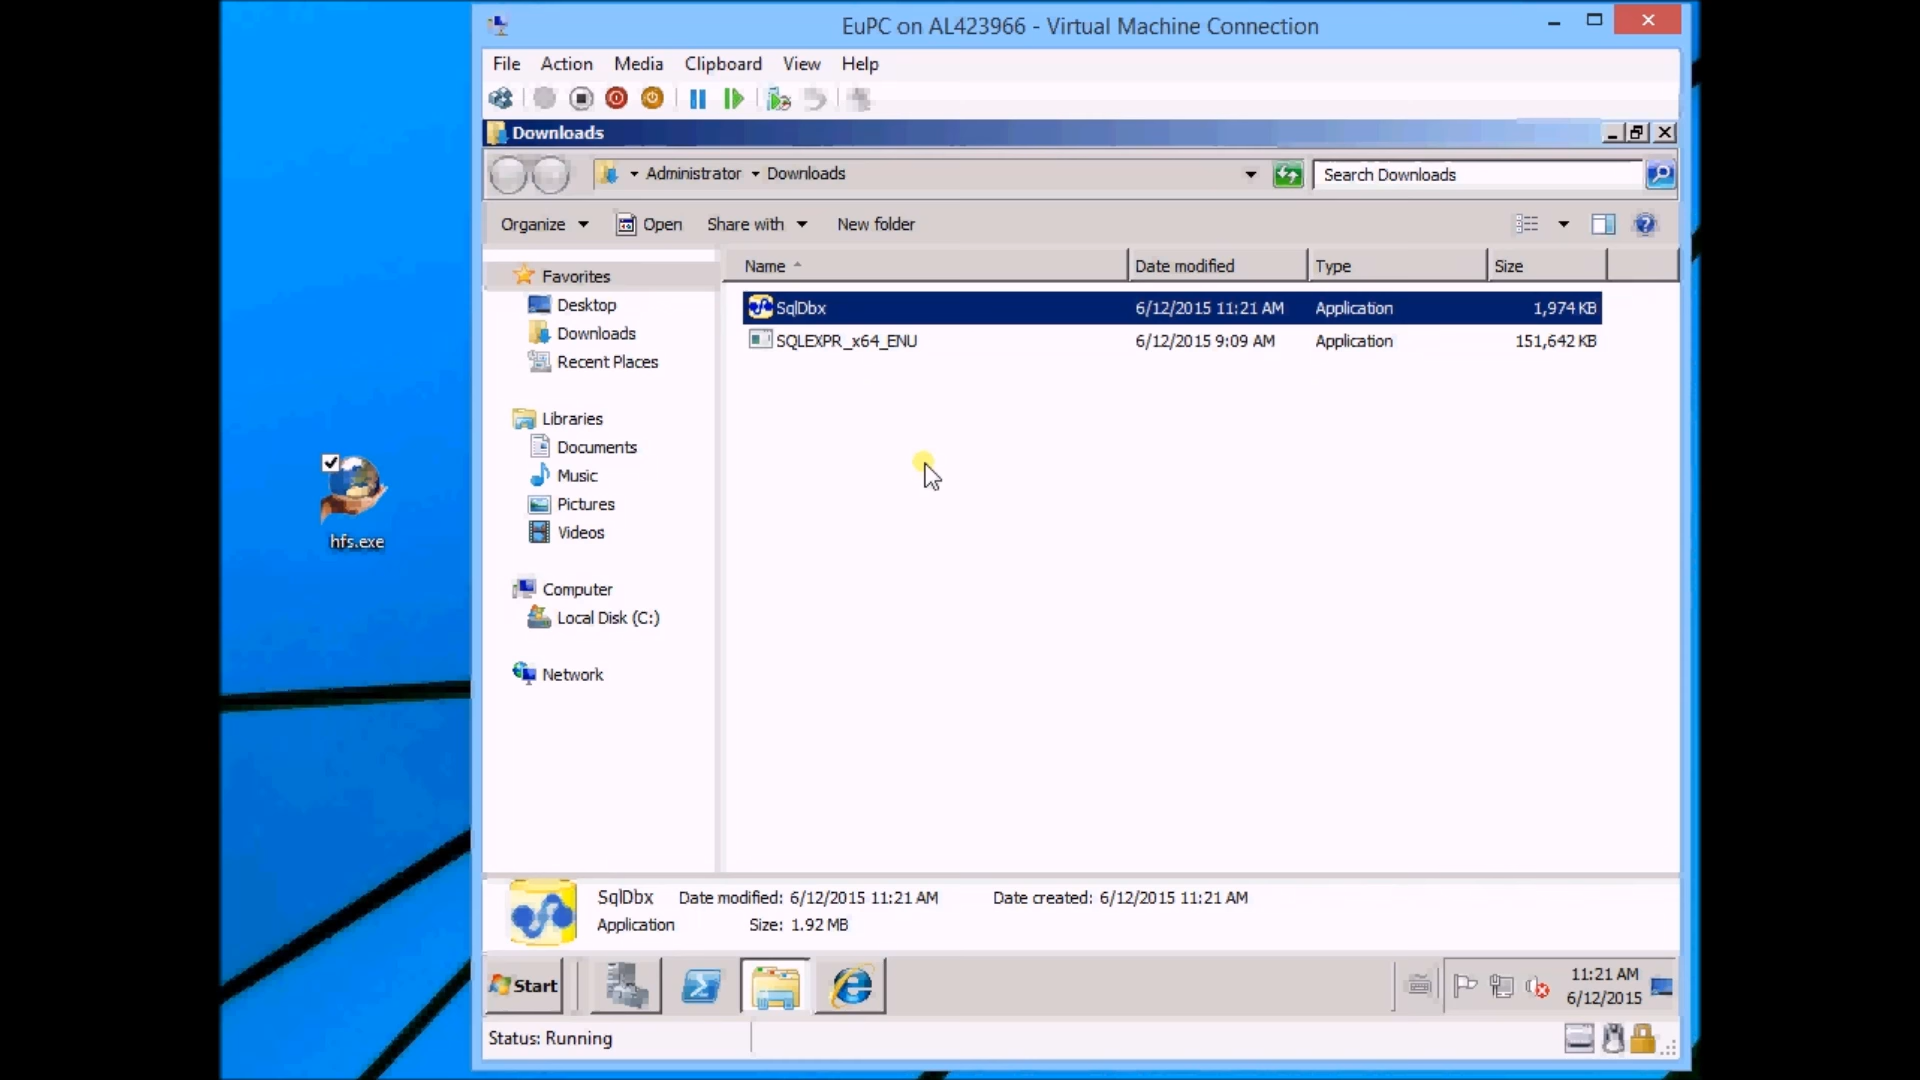 EuPC on AL423966 - Virtual Machine Connection
File Action Media Clipboard View Help
Downloads
Administrator Downloads
Search Downloads
Organize Open Share with New folder
Name Date modified Type Size
SqlDbx 6/12/2015 11:21 AM Application 1,974 KB
SQLEXPR_x64_ENU 6/12/2015 9:09 AM Application 151,642 KB
Favorites
Desktop
Downloads
Recent Places
Libraries
Documents
Music
Pictures
Videos
Computer
Local Disk (C:)
Network
hfs.exe
SqlDbx Date modified: 6/12/2015 11:21 AM Date created: 6/12/2015 11:21 AM
Application Size: 1.92 MB
Start
11:21 AM
6/12/2015
Status: Running